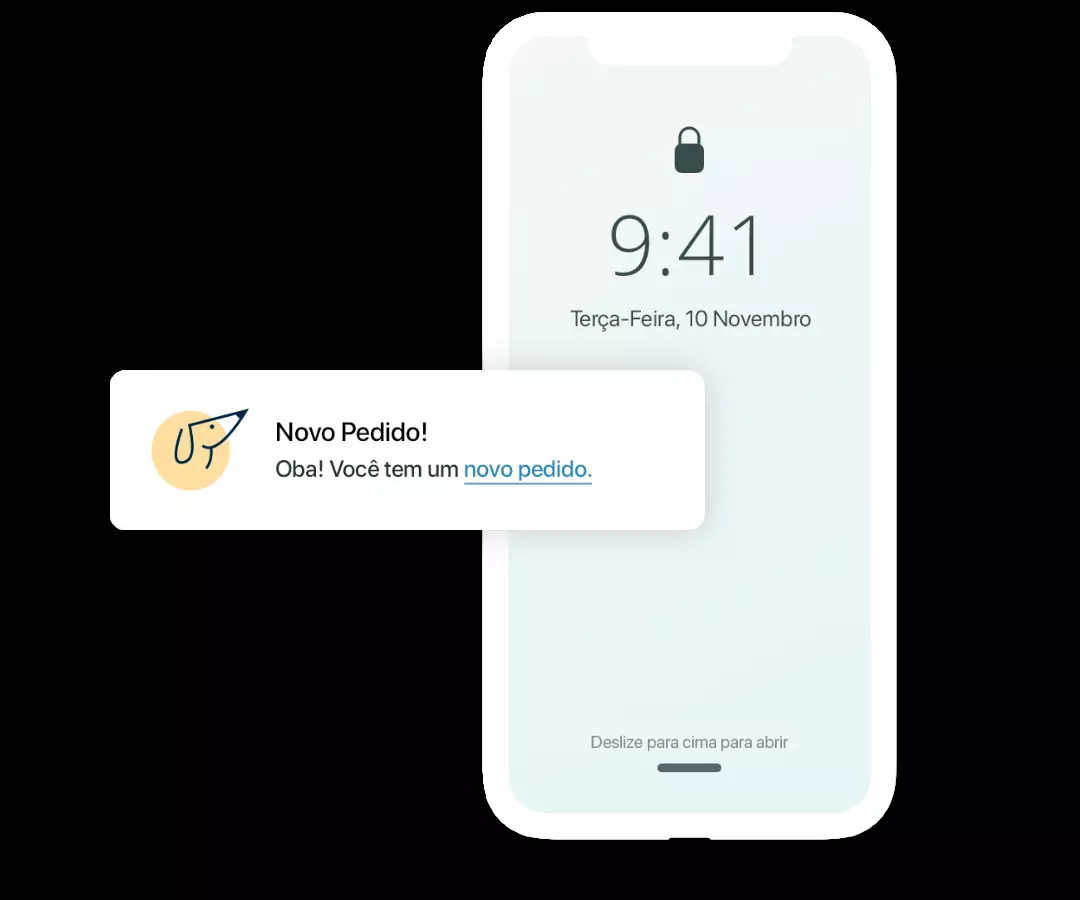 9:41
Terça-Feira, 10 Novembro
Novo Pedido!
Oba! Você tem um novo pedido.
Deslize para cima para abrir